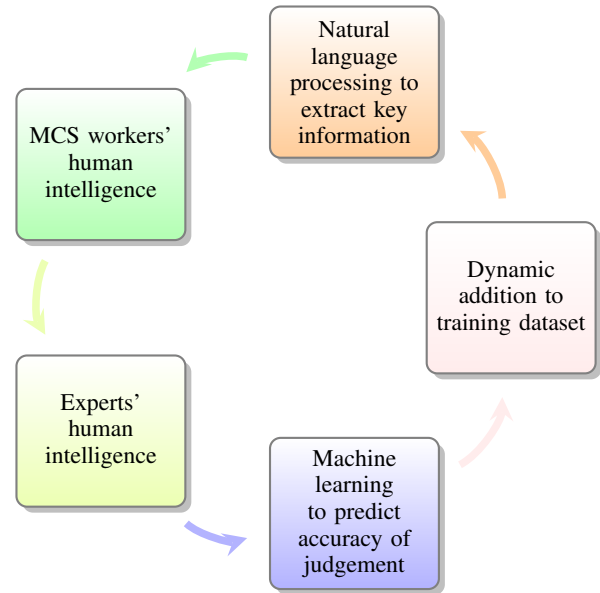 Natural
language
processing to
extract key
information
MCS workers’
human
intelligence
Dynamic
addition to
training dataset
Experts’
human
intelligence
Machine
learning
to predict
accuracy of
judgement